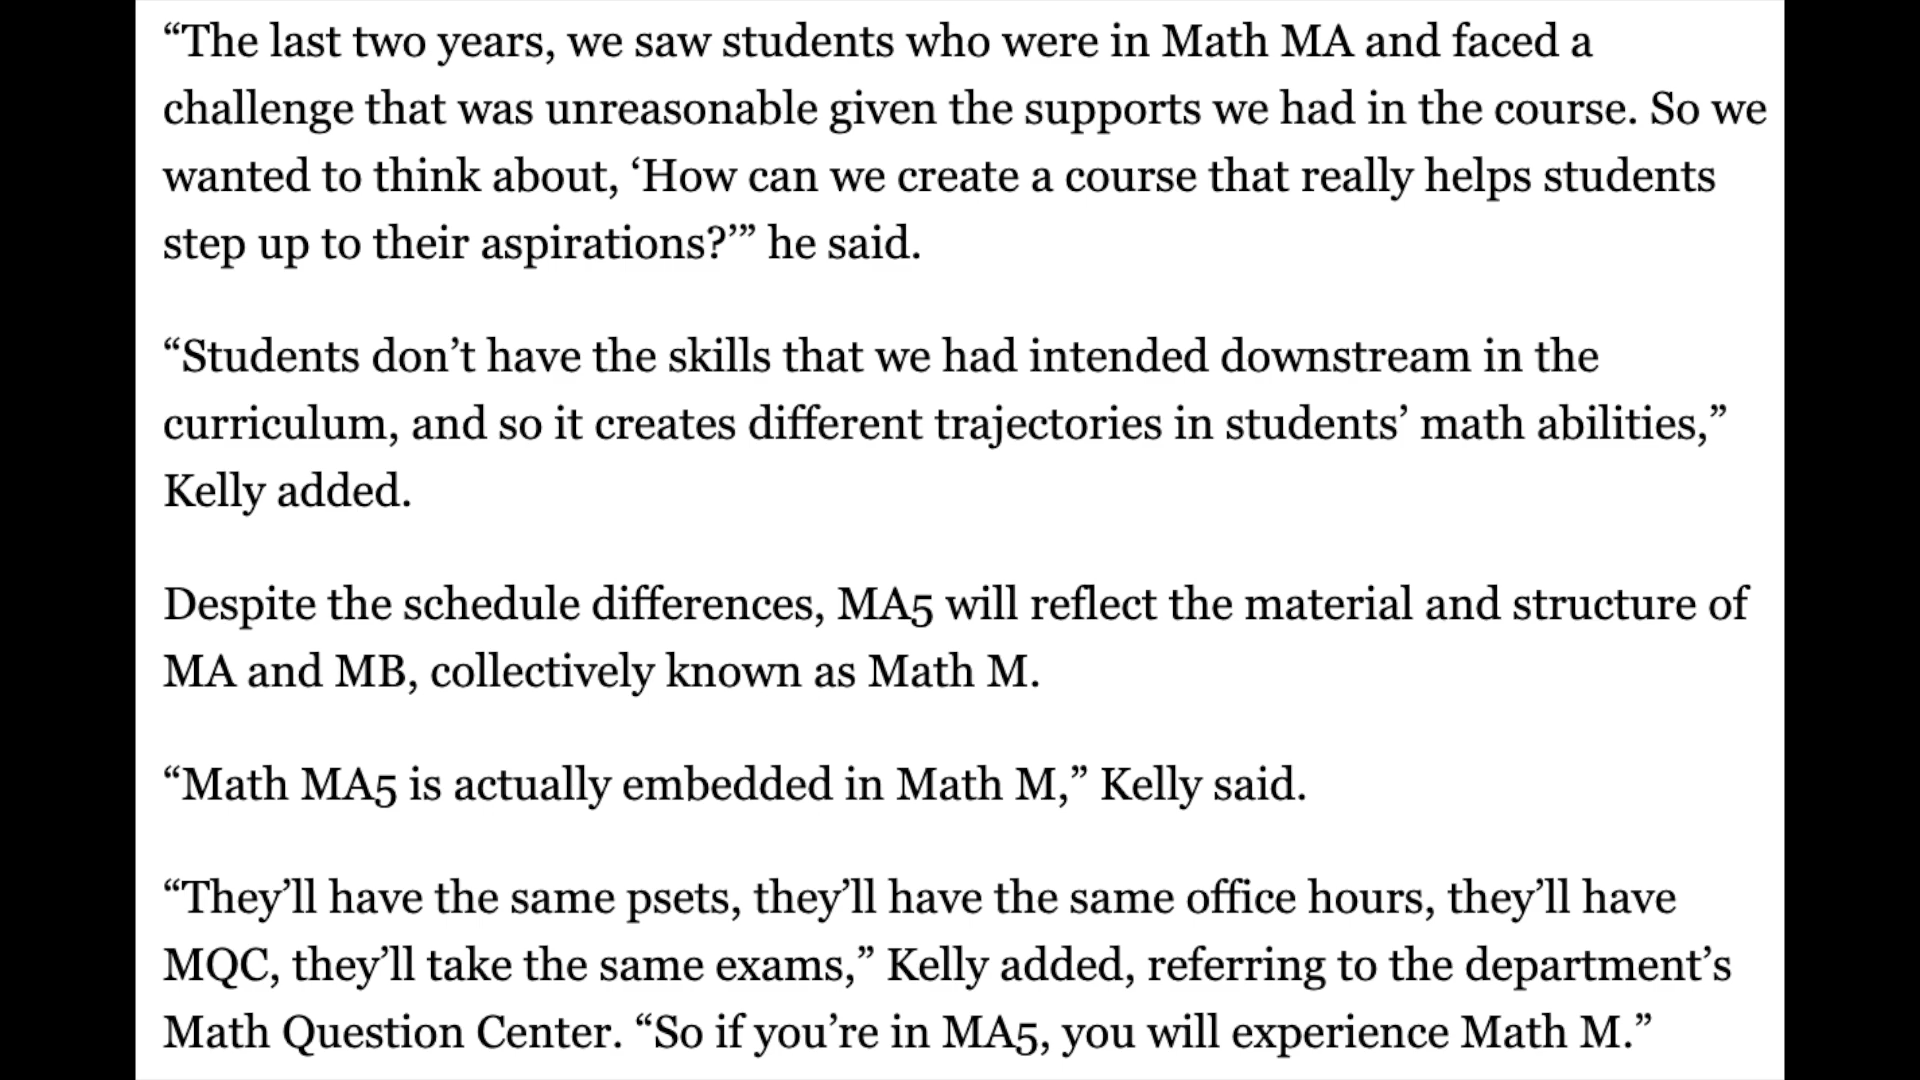 “The last two years, we saw students who were in Math MA and faced a
challenge that was unreasonable given the supports we had in the course. So we
wanted to think about, ‘How can we create a course that really helps students
step up to their aspirations?’” he said.
“Students don’t have the skills that we had intended downstream in the
curriculum, and so it creates different trajectories in students’ math abilities,”
Kelly added.
Despite the schedule differences, MA5 will reflect the material and structure of
MA and MB, collectively known as Math M.
“Math MA5 is actually embedded in Math M,” Kelly said.
“They’ll have the same psets, they’ll have the same office hours, they’ll have
MQC, they’ll take the same exams,” Kelly added, referring to the department’s
Math Question Center. “So if you’re in MA5, you will experience Math M.”